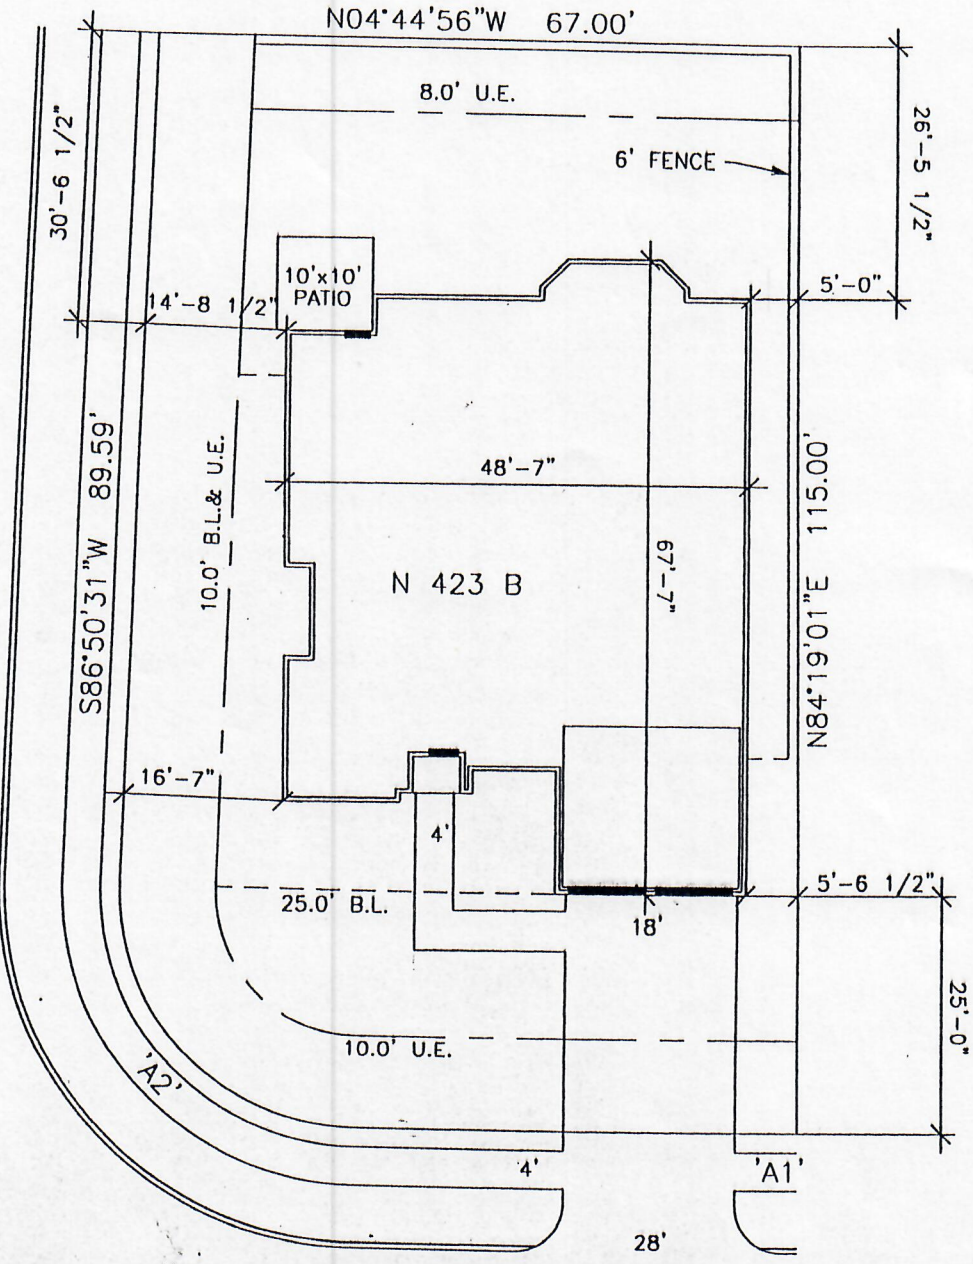 N04°44'56"W 67.00'
8.0' U.E.
6' FENCE
26'-5 1/2"
30'-6 1/2"
10'x10'
PATIO
14'-8 1/2"
5'-0"
48'-7"
S86°50'31"W 89.59'
10.0' B.L.& U.E.
N 423 B
67'-7"
N84°19'01"E 115.00'
16'-7"
4'
25.0' B.L.
18'
5'-6 1/2"
25'-0"
10.0' U.E.
'A2'
4'
'A1'
28'